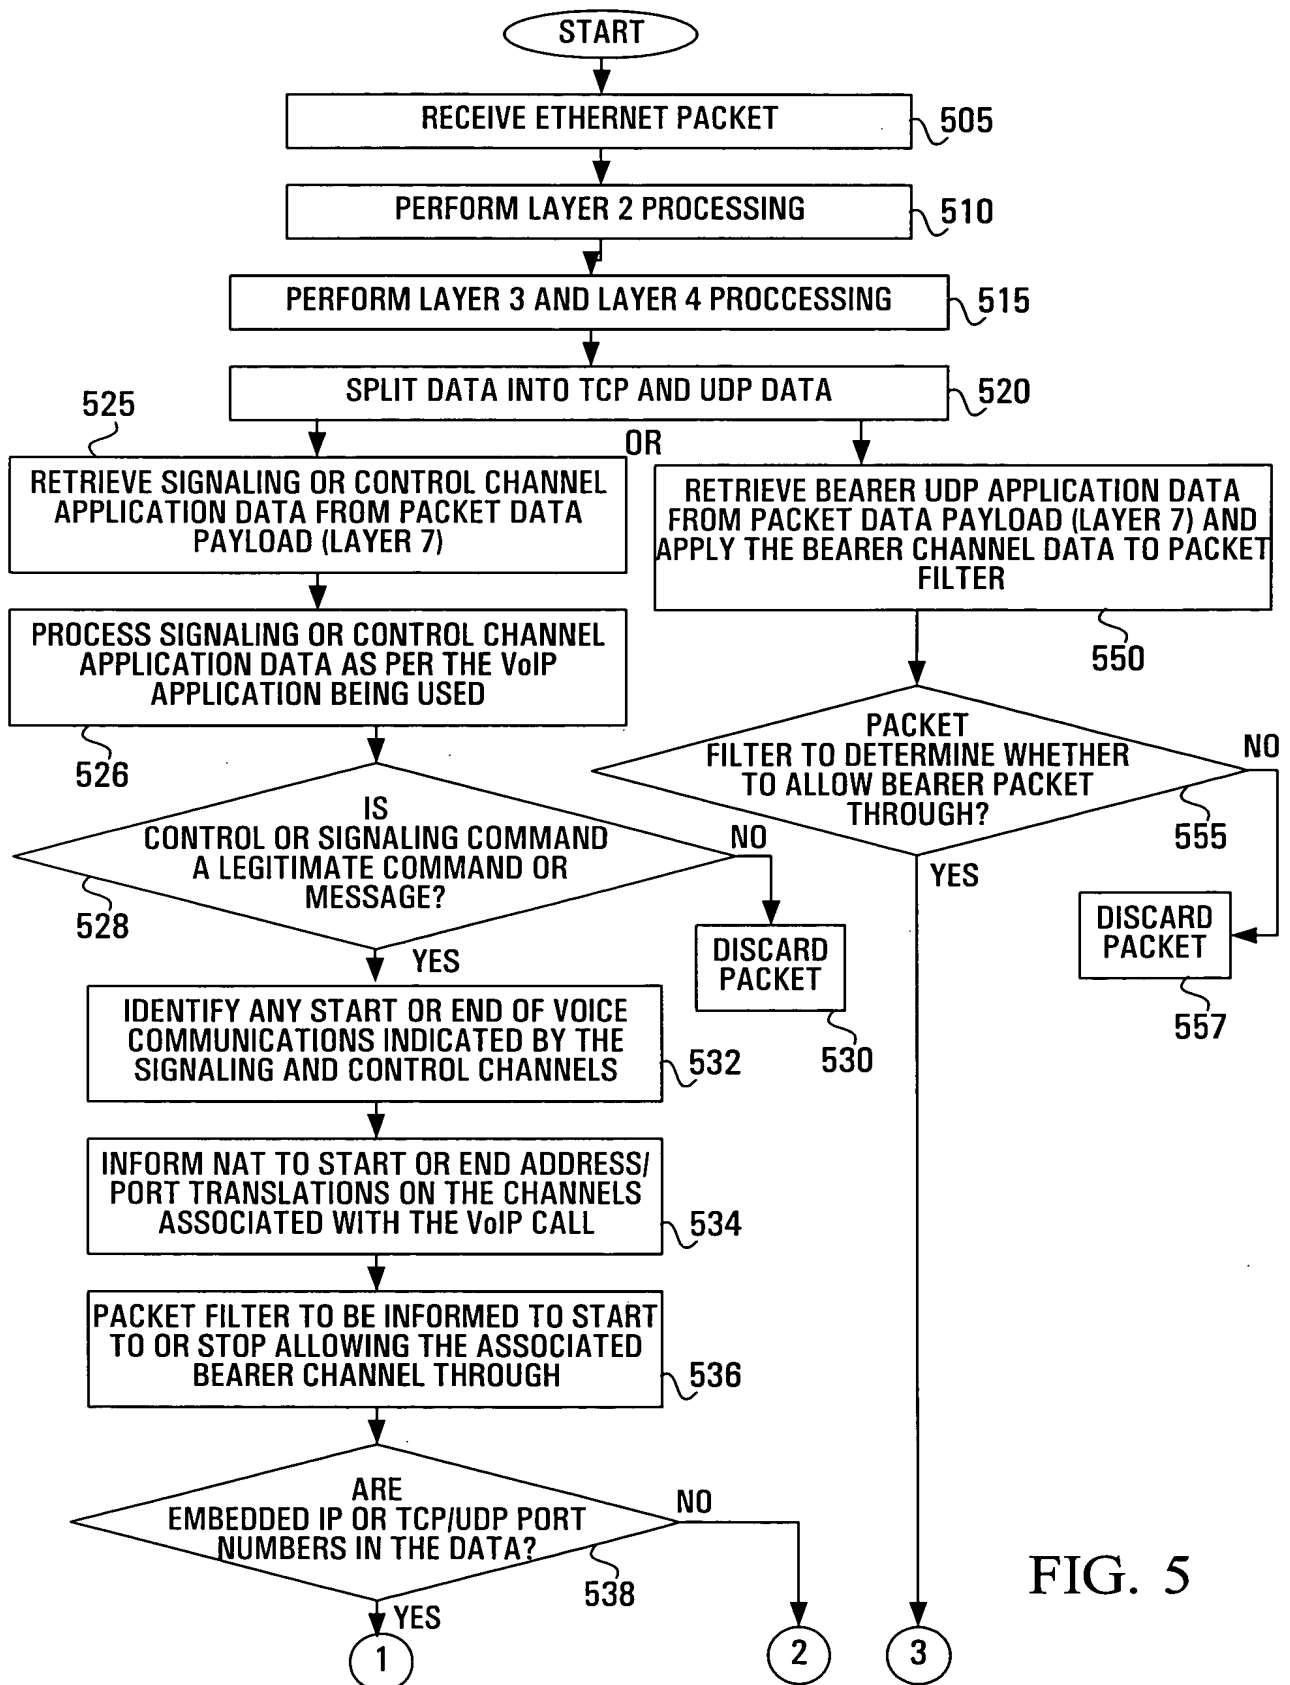 START
RECEIVE ETHERNET PACKET
505
PERFORM LAYER 2 PROCESSING
510
PERFORM LAYER 3 AND LAYER 4 PROCCESSING
515
SPLIT DATA INTO TCP AND UDP DATA
520
525
OR
RETRIEVE SIGNALING OR CONTROL CHANNEL
APPLICATION DATA FROM PACKET DATA
PAYLOAD (LAYER 7)
PROCESS SIGNALING OR CONTROL CHANNEL
APPLICATION DATA AS PER THE VoIP
APPLICATION BEING USED
526
IS
CONTROL OR SIGNALING COMMAND
A LEGITIMATE COMMAND OR
MESSAGE?
528
NO
DISCARD
PACKET
530
YES
IDENTIFY ANY START OR END OF VOICE
COMMUNICATIONS INDICATED BY THE
SIGNALING AND CONTROL CHANNELS
532
INFORM NAT TO START OR END ADDRESS/
PORT TRANSLATIONS ON THE CHANNELS
ASSOCIATED WITH THE VoIP CALL
534
PACKET FILTER TO BE INFORMED TO START
TO OR STOP ALLOWING THE ASSOCIATED
BEARER CHANNEL THROUGH
536
ARE
EMBEDDED IP OR TCP/UDP PORT
NUMBERS IN THE DATA?
538
NO
YES
1
2
RETRIEVE BEARER UDP APPLICATION DATA
FROM PACKET DATA PAYLOAD (LAYER 7) AND
APPLY THE BEARER CHANNEL DATA TO PACKET
FILTER
550
PACKET
FILTER TO DETERMINE WHETHER
TO ALLOW BEARER PACKET
THROUGH?
555
NO
DISCARD
PACKET
557
YES
3
FIG. 5